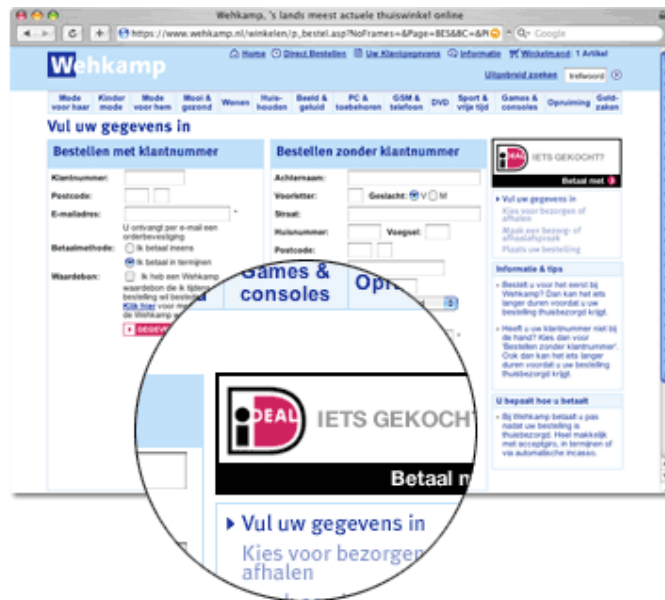 Wehkamp, 's lands meest actuele thuiswinkel online
https://www.wehkamp.nl/winkelen/p_bestel.asp?NoFrames=&Page=BES&BC=&P
Google
Wehkamp
Home Direct Bestellen Uw Klantgegevens Informatie Winkelmand: 1 Artikel
Uitgebreid zoeken trefwoord
Mode voor haar
Kinder mode
Mode voor hem
Mooi & gezond
Wonen
Huis-houden
Beeld & geluid
PC & toebehoren
GSM & telefoon
DVD
Sport & vrije tijd
Games & consoles
Opruiming
Geld-zaken
Vul uw gegevens in
Bestellen met klantnummer
Klantnummer:
Postcode:
E-mailadres: *
U ontvangt per e-mail een
orderbevestiging
Betaalmethode: Ik betaal ineens
Ik betaal in termijnen
Waardebon: Ik heb een Wehkamp
waardebon die ik tijdens
bestelling wil
Klik hier voor
de Wehkamp
GEGEVE
Bestellen zonder klantnummer
Achternaam:
Voorletter: Geslacht: V M
Straat:
Huisnummer: Voegsel:
Postcode:
iDEAL IETS GEKOCHT?
Betaal met
Vul uw gegevens in
Kies voor bezorgen of
afhalen
Maak een bezorg- of
afhaalafspraak
Plaats uw bestelling
Informatie & tips
Bestelt u voor het eerst bij
Wehkamp? Dan kan het iets
langer duren voordat u uw
bestelling thuisbezorgd krijgt.
Heeft u uw klantnummer niet bij
de hand? Kies dan voor
'Bestellen zonder klantnummer'.
Ook dan kan het iets langer
duren voordat u uw bestelling
thuisbezorgd krijgt.
U bepaalt hoe u betaalt
Bij Wehkamp betaalt u pas
nadat uw bestelling is
thuisbezorgd. Heel makkelijk
met acceptgiro, in termijnen of
via automatische incasso.
Games &
consoles
Opr
iDEAL IETS GEKOCH
Betaal m
Vul uw gegevens in
Kies voor bezorgen
afhalen